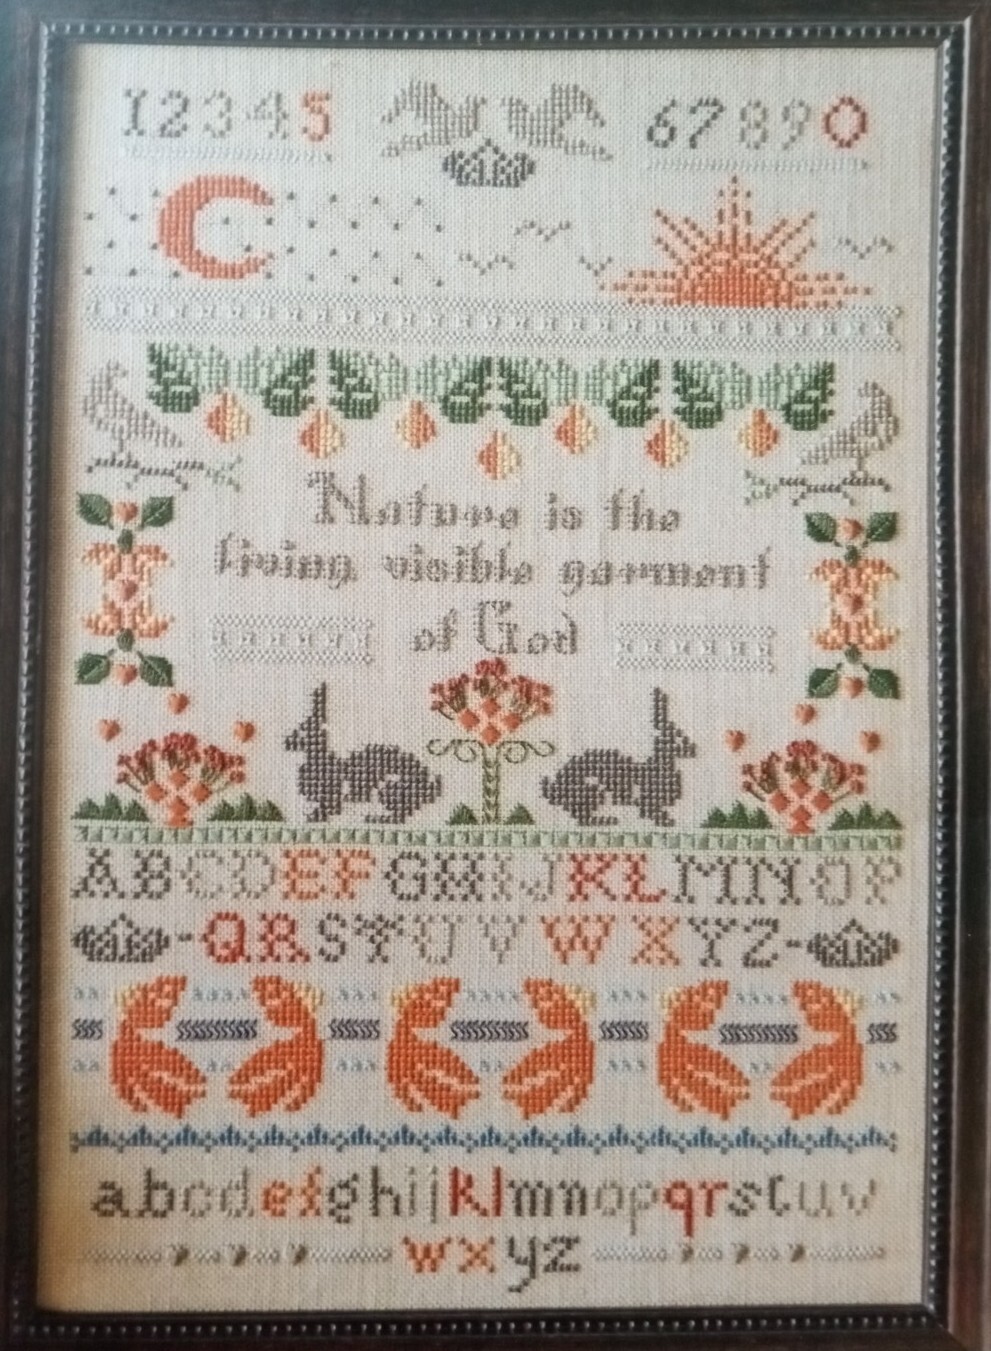 12345 67890
Nature is the
living visible garment
of God
ABCDEFGHIJKLMNOP
-QRSTUVWXYZ-
abcdefghijklmnopqrstuv
wxyz